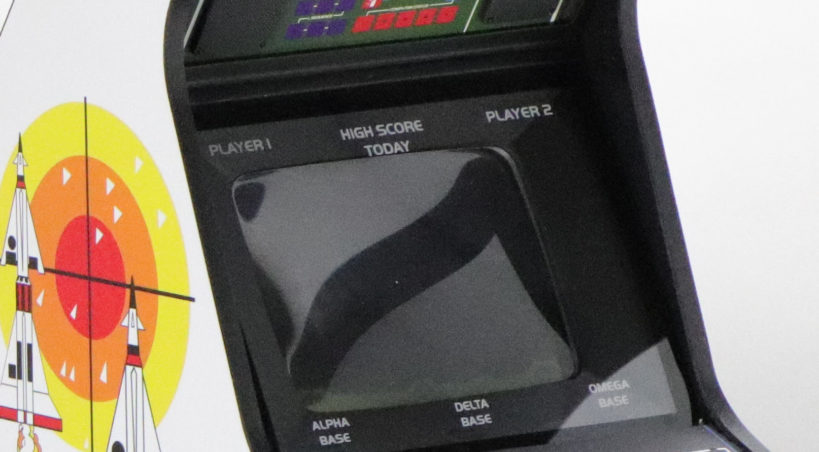 PLAYER 1
HIGH SCORE
TODAY
PLAYER 2
ALPHA
BASE
DELTA
BASE
OMEGA
BASE